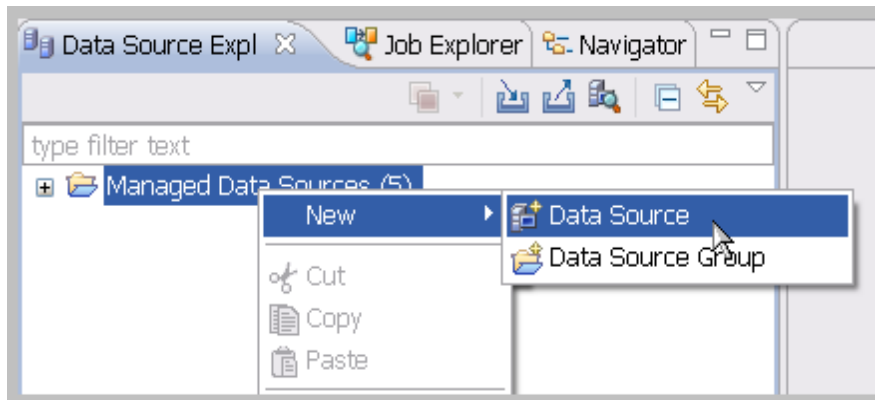 Data Source Expl Job Explorer Navigator
type filter text
Managed Data Sources (5)
New Data Source
Data Source Group
Cut
Copy
Paste